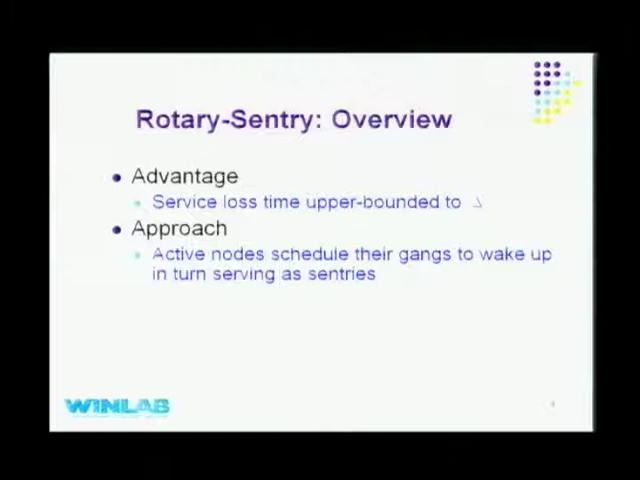 Rotary-Sentry: Overview
Advantage
Service loss time upper-bounded to
Approach
Active nodes schedule their gangs to wake up
in turn serving as sentries
WINLAB